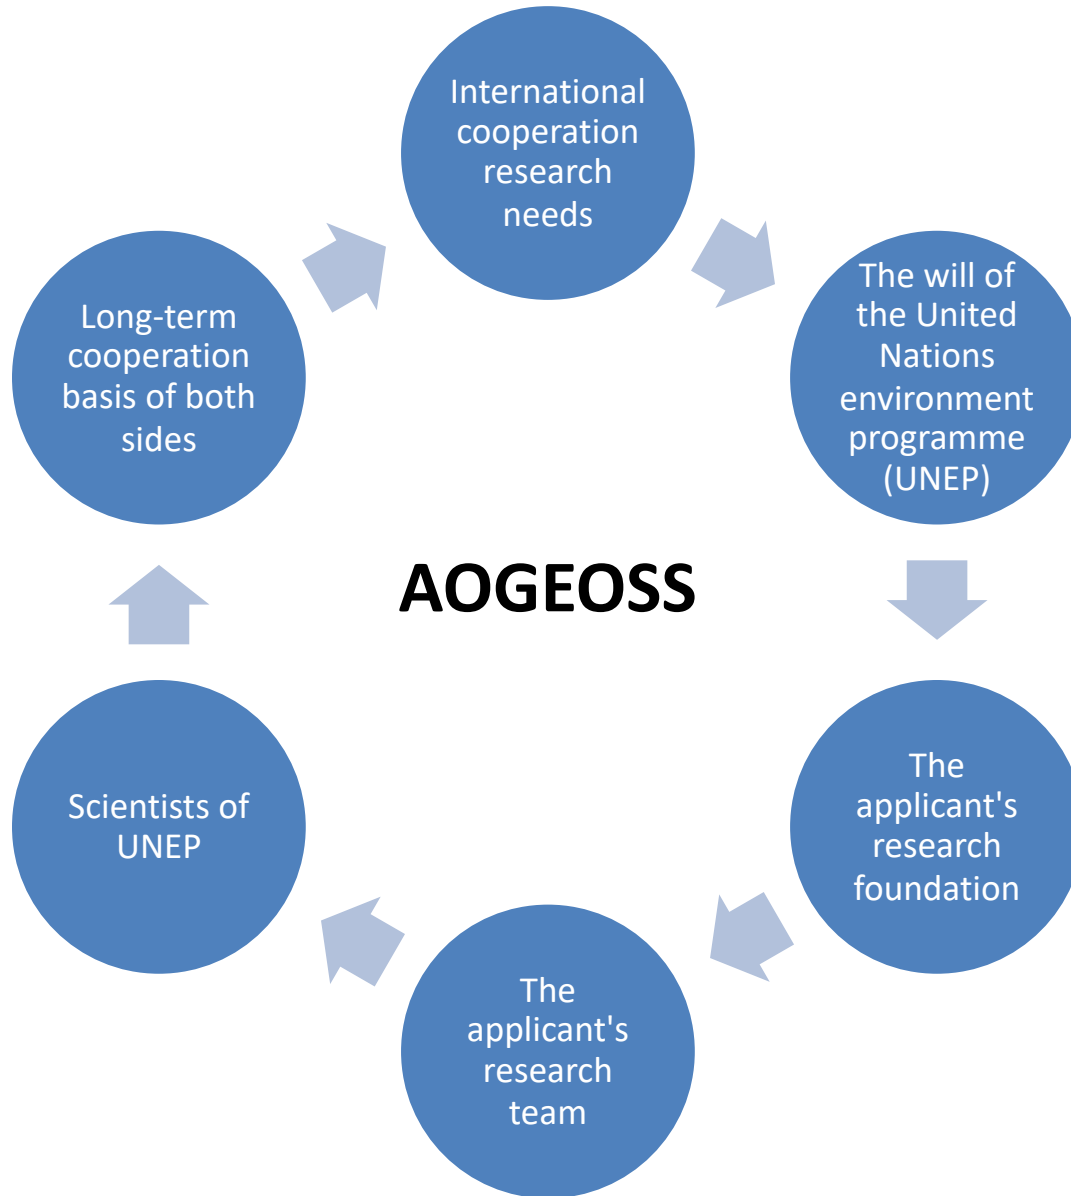 International
cooperation
research
needs
The will of
the United
Nations
environment
programme
(UNEP)
The
applicant's
research
foundation
The
applicant's
research
team
Scientists of
UNEP
Long-term
cooperation
basis of both
sides
AOGEOSS